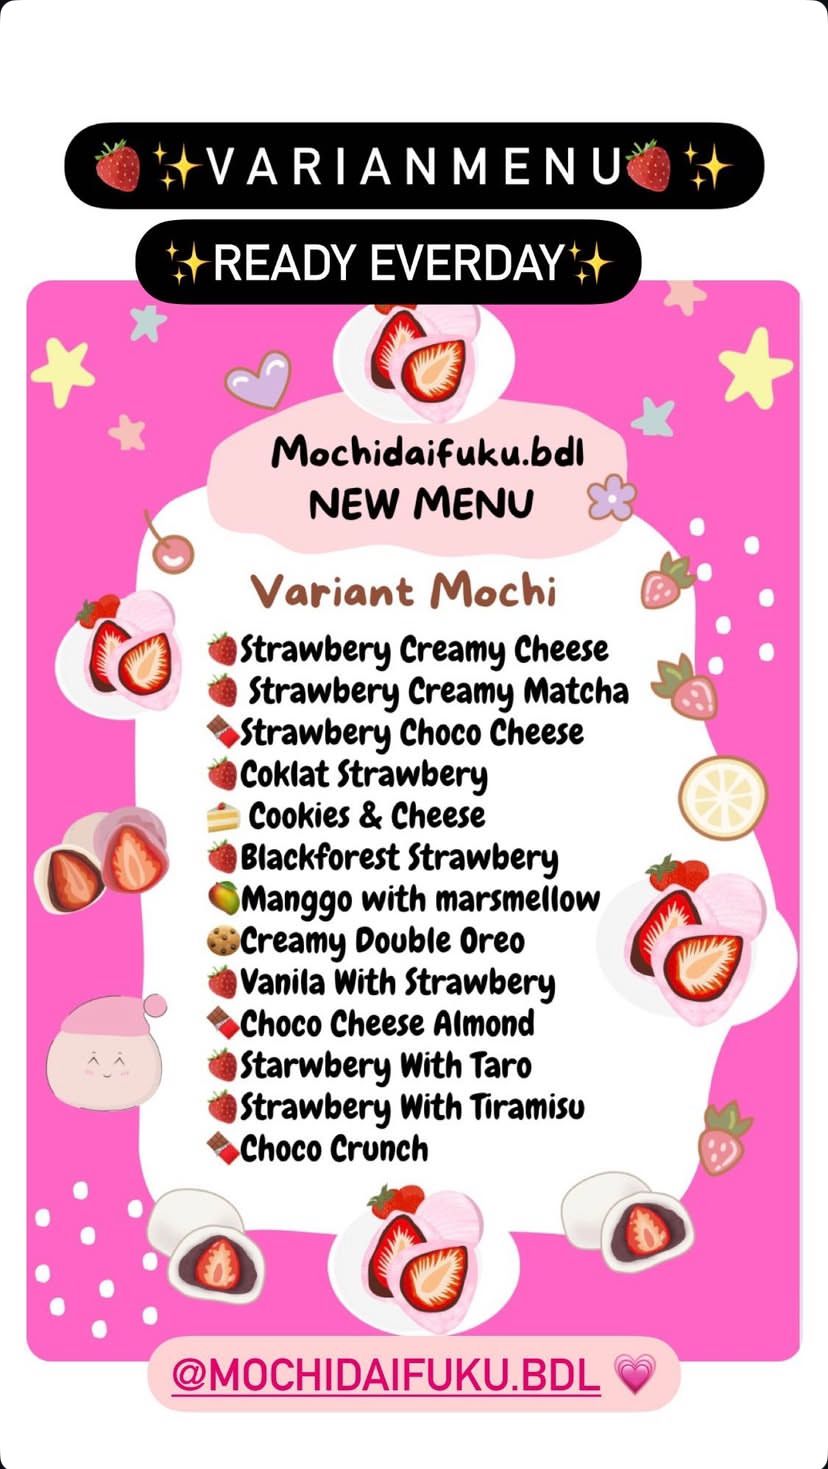 🍓✨VARIANMENU🍓✨
✨READY EVERDAY✨
Mochidaifuku.bdl
NEW MENU
Variant Mochi
🍓Strawbery Creamy Cheese
🍓 Strawbery Creamy Matcha
🍫Strawbery Choco Cheese
🍓Coklat Strawbery
🍰 Cookies & Cheese
🍓Blackforest Strawbery
🥭Manggo with marsmellow
🍪Creamy Double Oreo
🍓Vanila With Strawbery
🍫Choco Cheese Almond
🍓Starwbery With Taro
🍓Strawbery With Tiramisu
🍫Choco Crunch
@MOCHIDAIFUKU.BDL 💗